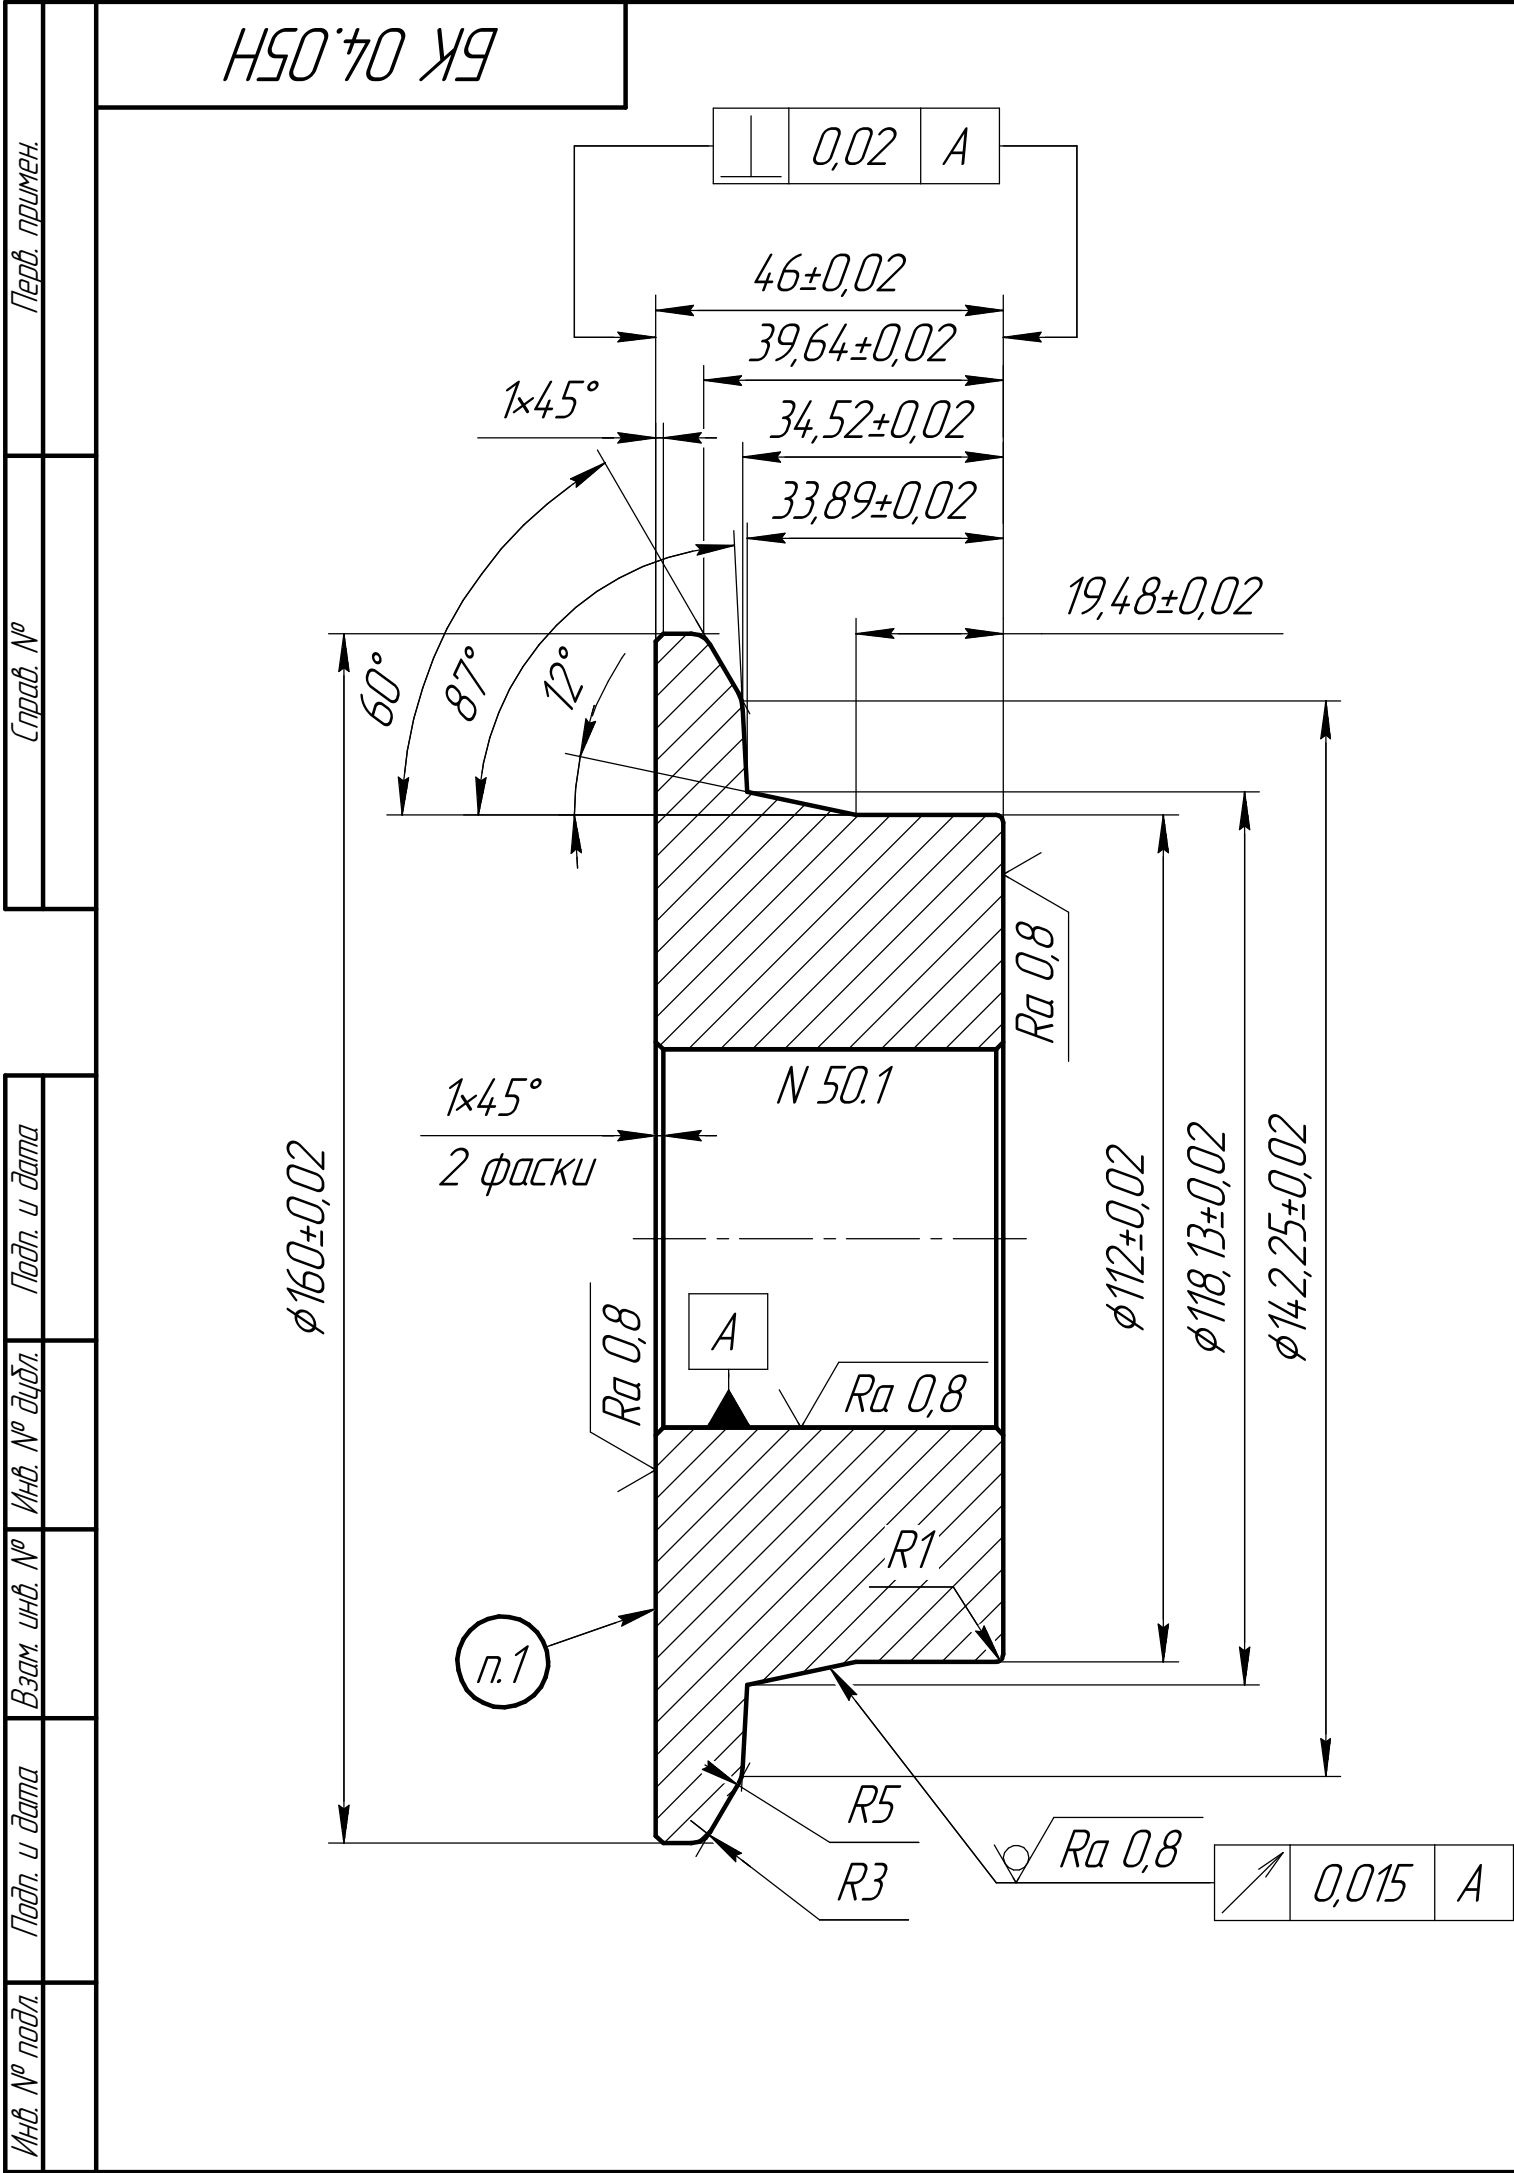 БК 04.05Н
0,02 А
46±0,02
39,64±0,02
1×45°
34,52±0,02
33,89±0,02
19,48±0,02
60°
87°
12°
Ra 0,8
N 50.1
1×45°
2 фаски
⌀160±0,02
⌀112±0,02
⌀118,13±0,02
⌀142,25±0,02
Ra 0,8
А
Ra 0,8
R1
п.1
R5
R3
Ra 0,8
0,015 А
Перв. примен.
Справ. №
Подп. и дата
Инв. № дубл.
Взам. инв. №
Подп. и дата
Инв. № подл.